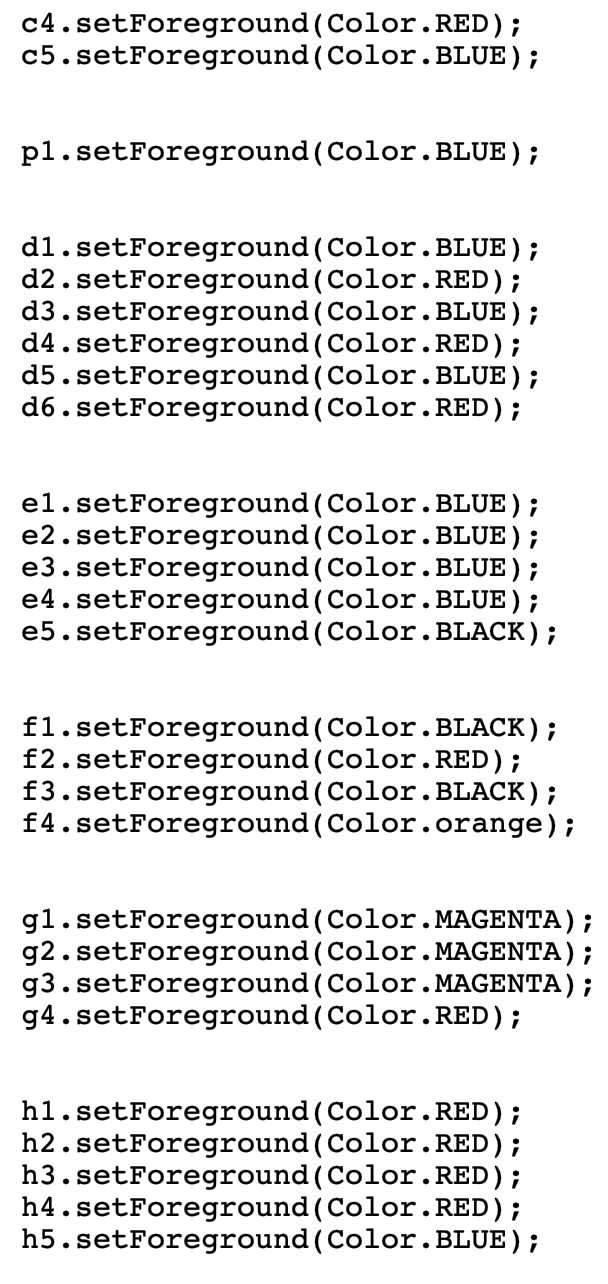 c4.setForeground(Color.RED);
c5.setForeground(Color.BLUE);
p1.setForeground(Color.BLUE);
d1.setForeground(Color.BLUE);
d2.setForeground(Color.RED);
d3.setForeground(Color.BLUE);
d4.setForeground(Color.RED);
d5.setForeground(Color.BLUE);
d6.setForeground(Color.RED);
e1.setForeground(Color.BLUE);
e2.setForeground(Color.BLUE);
e3.setForeground(Color.BLUE);
e4.setForeground(Color.BLUE);
e5.setForeground(Color.BLACK);
f1.setForeground(Color.BLACK);
f2.setForeground(Color.RED);
f3.setForeground(Color.BLACK);
f4.setForeground(Color.orange);
g1.setForeground(Color.MAGENTA);
g2.setForeground(Color.MAGENTA);
g3.setForeground(Color.MAGENTA);
g4.setForeground(Color.RED);
h1.setForeground(Color.RED);
h2.setForeground(Color.RED);
h3.setForeground(Color.RED);
h4.setForeground(Color.RED);
h5.setForeground(Color.BLUE);